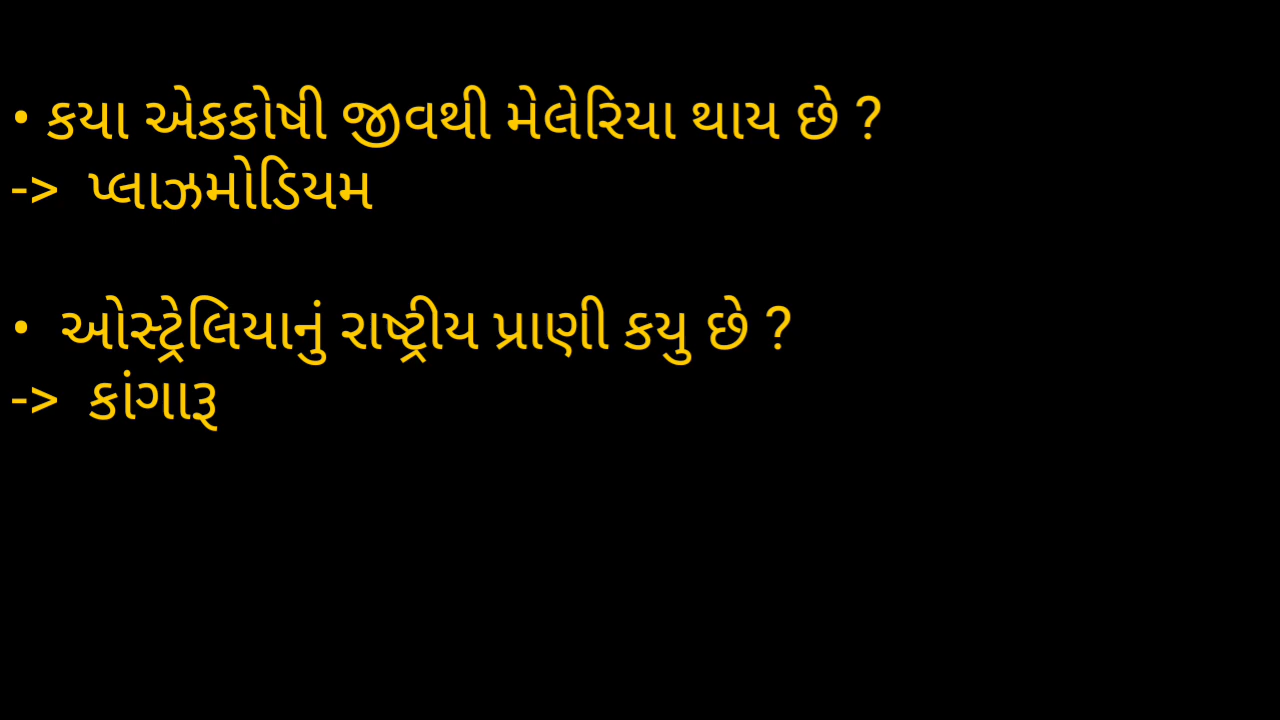 • કયા એકકોષી જીવથી મેલેરિયા થાય છે ?
-> પ્લાઝમોડિયમ
• ઓસ્ટ્રેલિયાનું રાષ્ટ્રીય પ્રાણી કયુ છે ?
-> કાંગારૂ